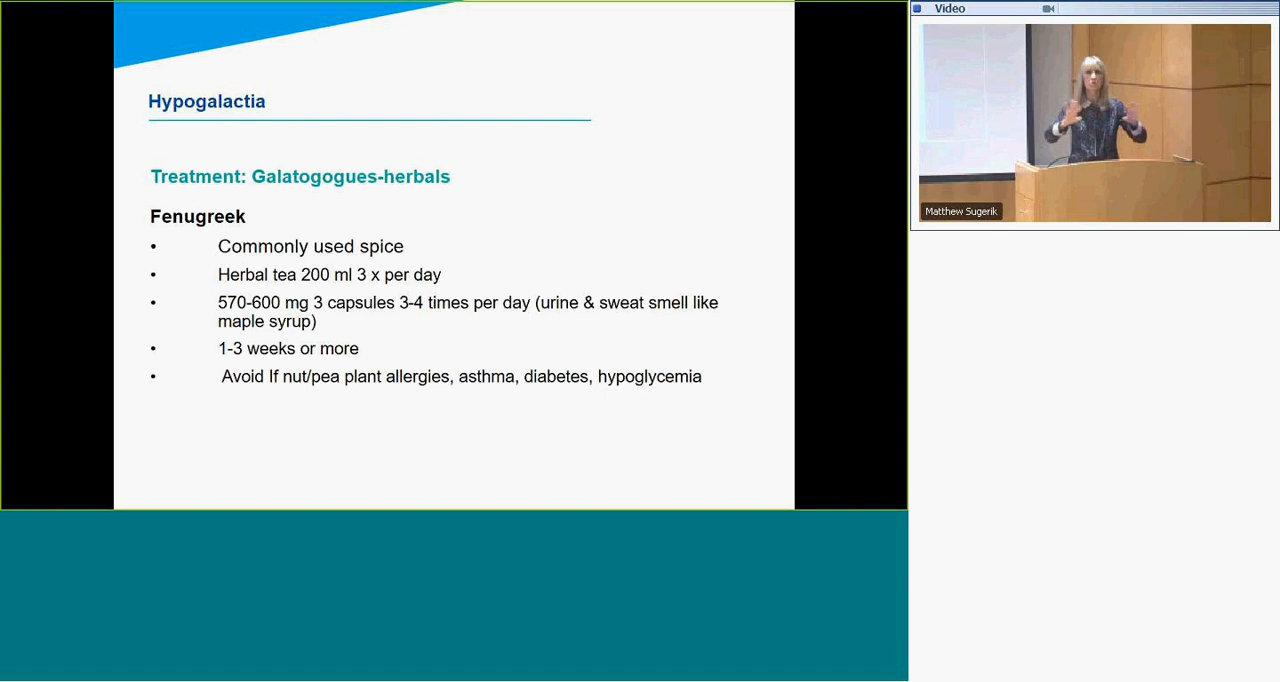 Video
Hypogalactia
Treatment: Galatogogues-herbals
Fenugreek
• Commonly used spice
• Herbal tea 200 ml 3 x per day
• 570-600 mg 3 capsules 3-4 times per day (urine & sweat smell like
maple syrup)
• 1-3 weeks or more
• Avoid If nut/pea plant allergies, asthma, diabetes, hypoglycemia
Matthew Sugerik